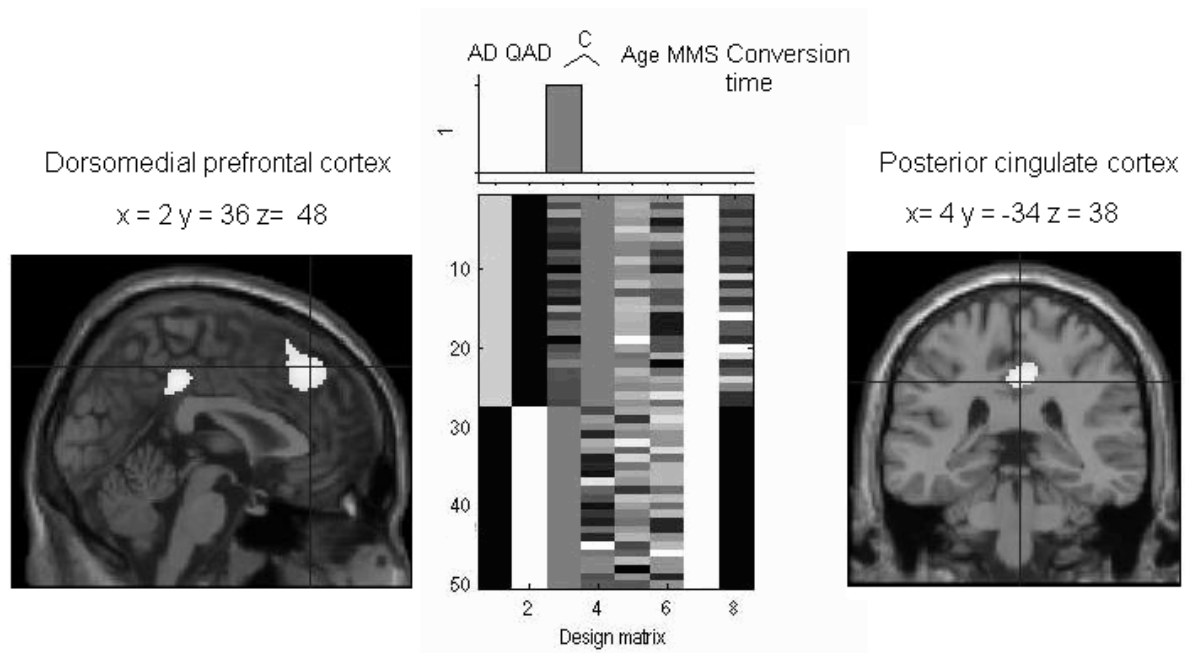 Dorsomedial prefrontal cortex
x = 2 y = 36 z= 48
AD QAD C Age MMS Conversion
time
1
10
20
30
40
50
2 4 6 8
Design matrix
Posterior cingulate cortex
x= 4 y = -34 z = 38